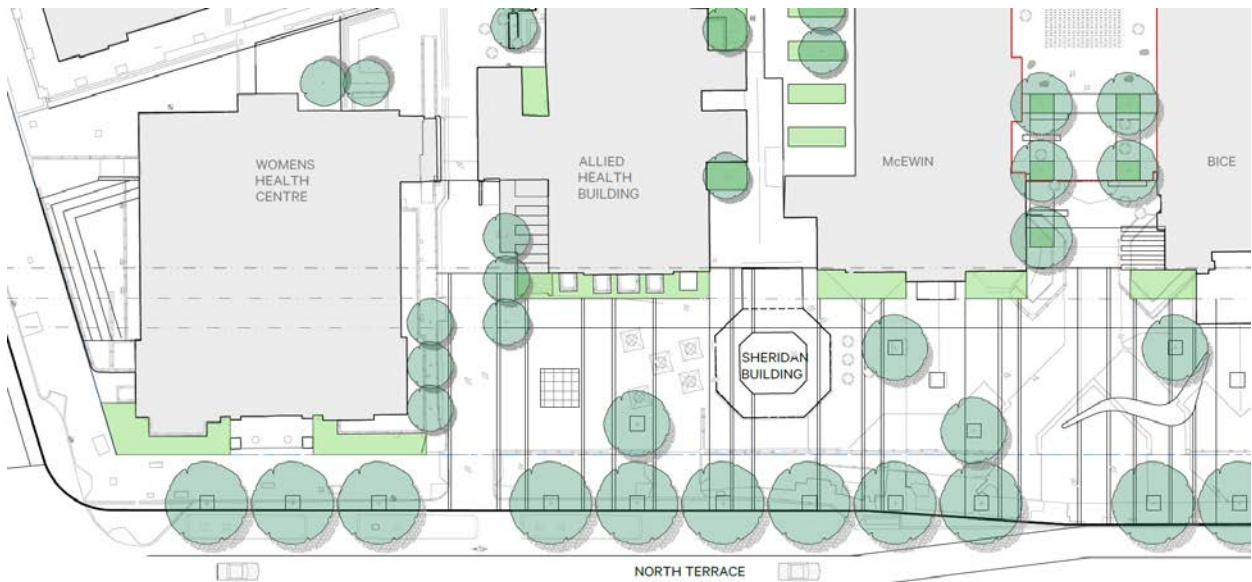 WOMENS
HEALTH
CENTRE
ALLIED
HEALTH
BUILDING
McEWIN
BICE
SHERIDAN
BUILDING
NORTH TERRACE